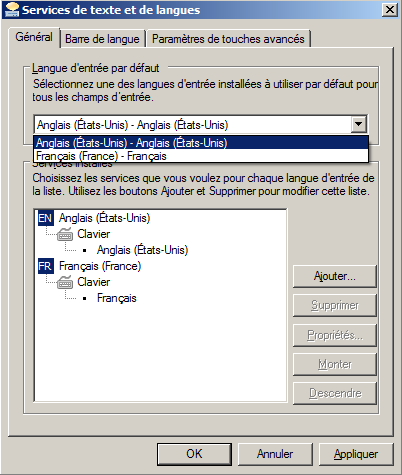 Services de texte et de langues
Général Barre de langue Paramètres de touches avancés
Langue d'entrée par défaut
Sélectionnez une des langues d'entrée installées à utiliser par défaut pour
tous les champs d'entrée.
Anglais (États-Unis) - Anglais (États-Unis)
Anglais (États-Unis) - Anglais (États-Unis)
Français (France) - Français
Services installés
Choisissez les services que vous voulez pour chaque langue d'entrée de
la liste. Utilisez les boutons Ajouter et Supprimer pour modifier cette liste.
EN Anglais (États-Unis)
Clavier
Anglais (États-Unis)
FR Français (France)
Clavier
Français
Ajouter...
Supprimer
Propriétés...
Monter
Descendre
OK Annuler Appliquer